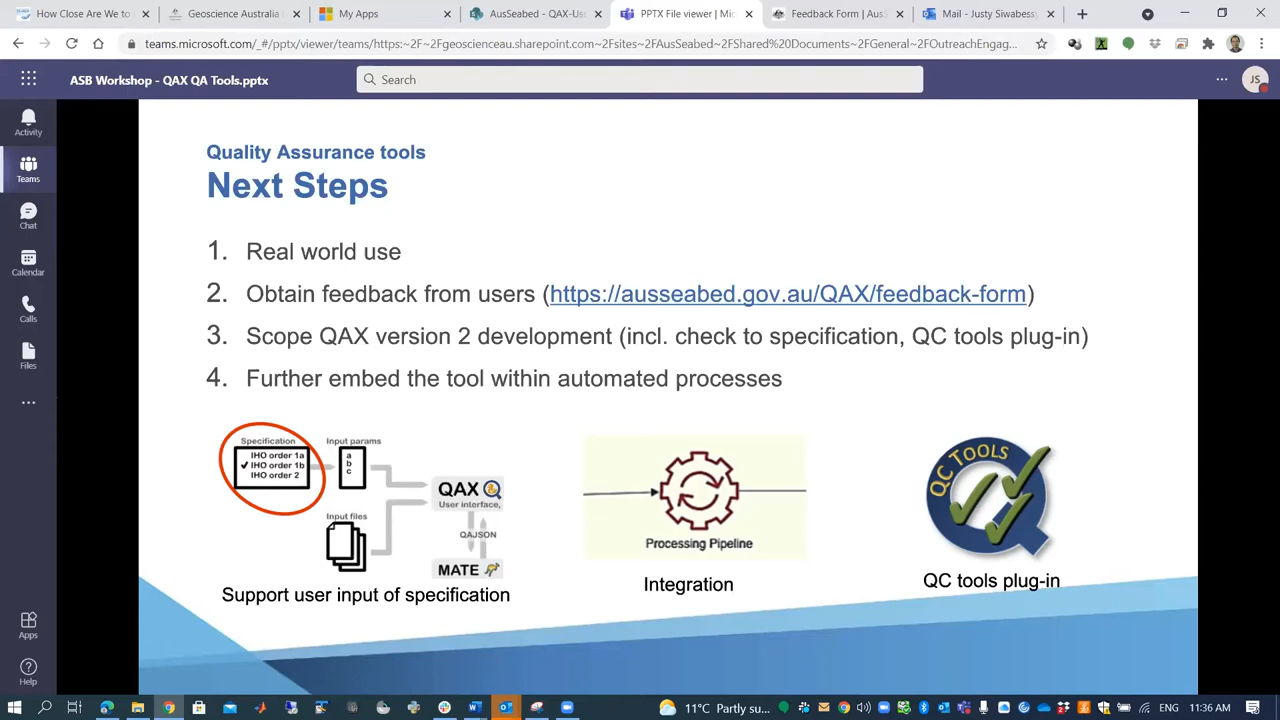 How Close Are We to
Geoscience Australia
My Apps
AusSeabed - QAX-Use
PPTX File viewer | Mic
Feedback Form | AusS
Mail - Justy Siwabessy
teams.microsoft.com/_#/pptx/viewer/teams/https:~2F~2Fgeoscienceau.sharepoint.com~2Fsites~2FAusSeabed~2FShared%20Documents~2FGeneral~2FOutreachEngag...
ASB Workshop - QAX QA Tools.pptx
Search
JS
Activity
Teams
Chat
Calendar
Calls
Files
Apps
Help
Quality Assurance tools
Next Steps
1. Real world use
2. Obtain feedback from users (https://ausseabed.gov.au/QAX/feedback-form)
3. Scope QAX version 2 development (incl. check to specification, QC tools plug-in)
4. Further embed the tool within automated processes
Specification
IHO order 1a
IHO order 1b
IHO order 2
Input params
a
b
c
Input files
QAX
User interface,
QAJSON
MATE
Support user input of specification
Processing Pipeline
Integration
QC TOOLS
QC tools plug-in
11°C Partly su...
ENG
11:36 AM